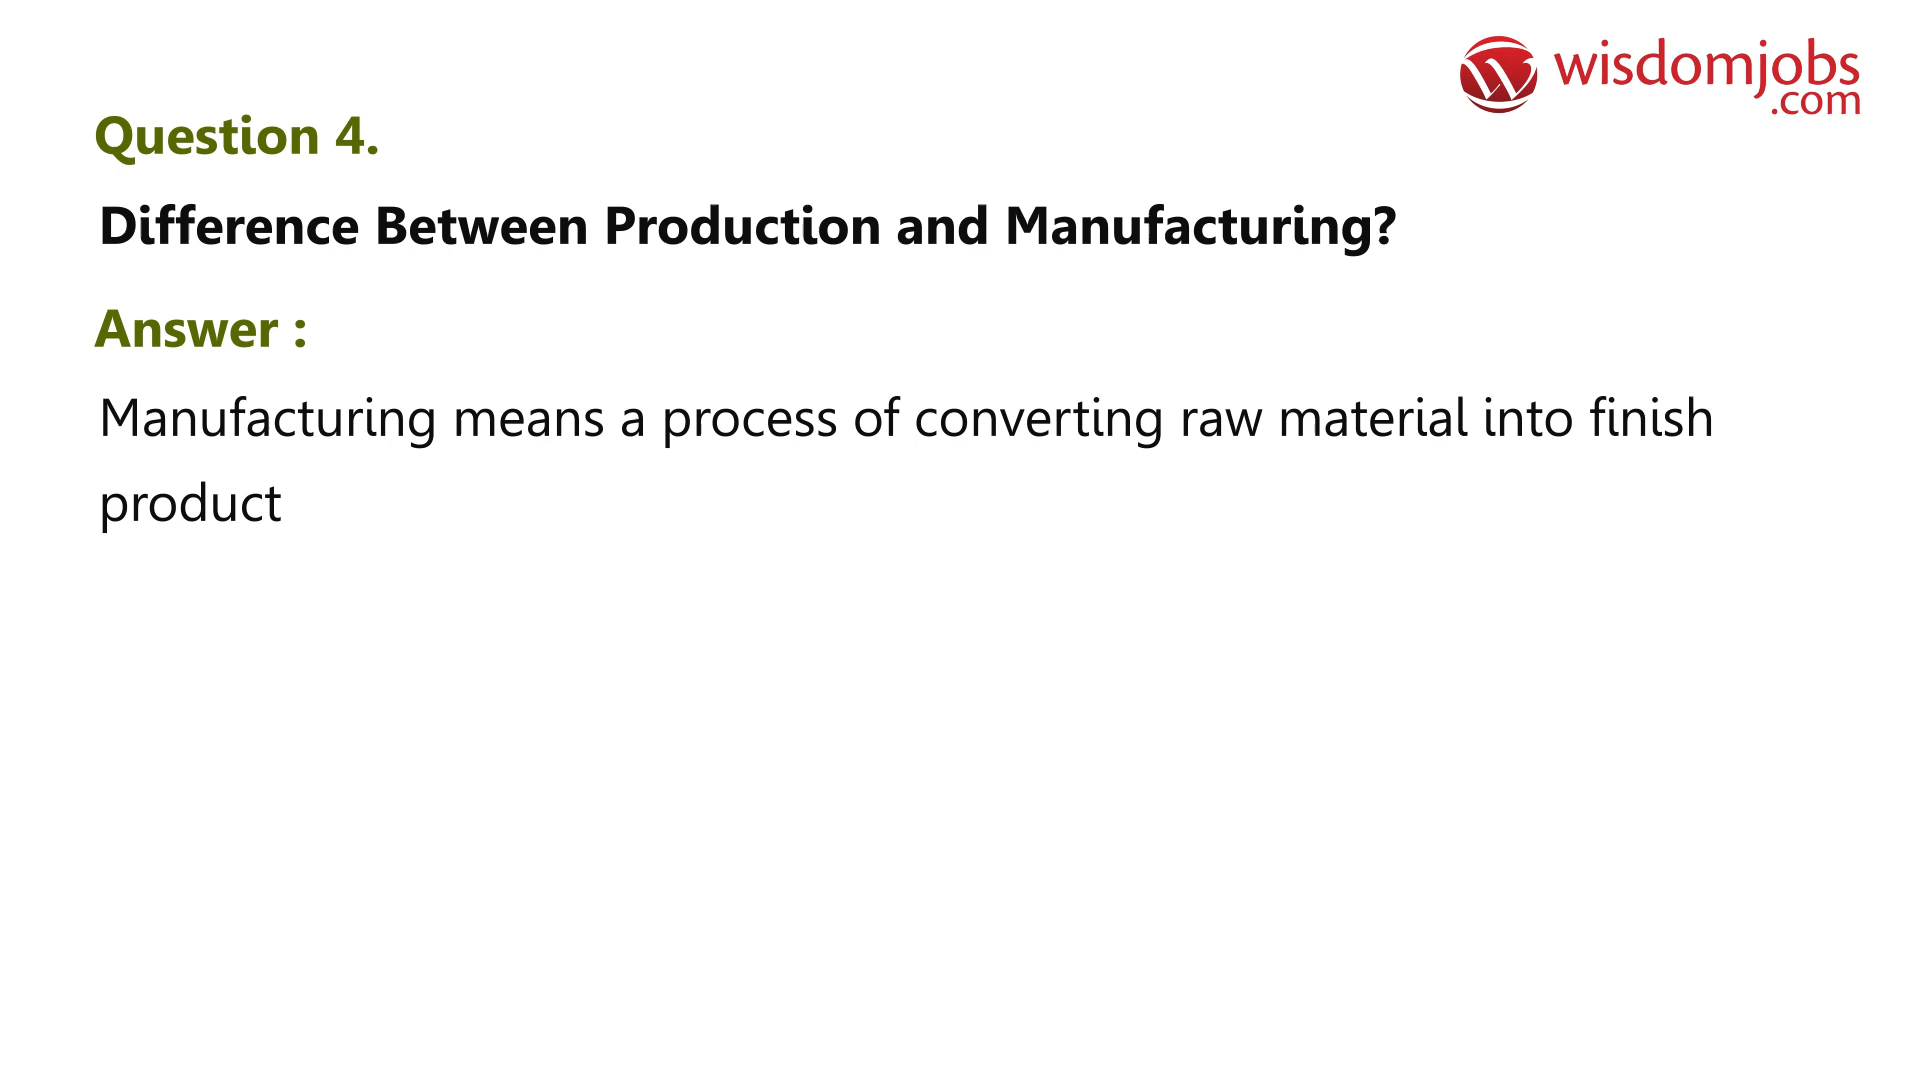 wisdomjobs
.com
Question 4.
Difference Between Production and Manufacturing?
Answer :
Manufacturing means a process of converting raw material into finish
product